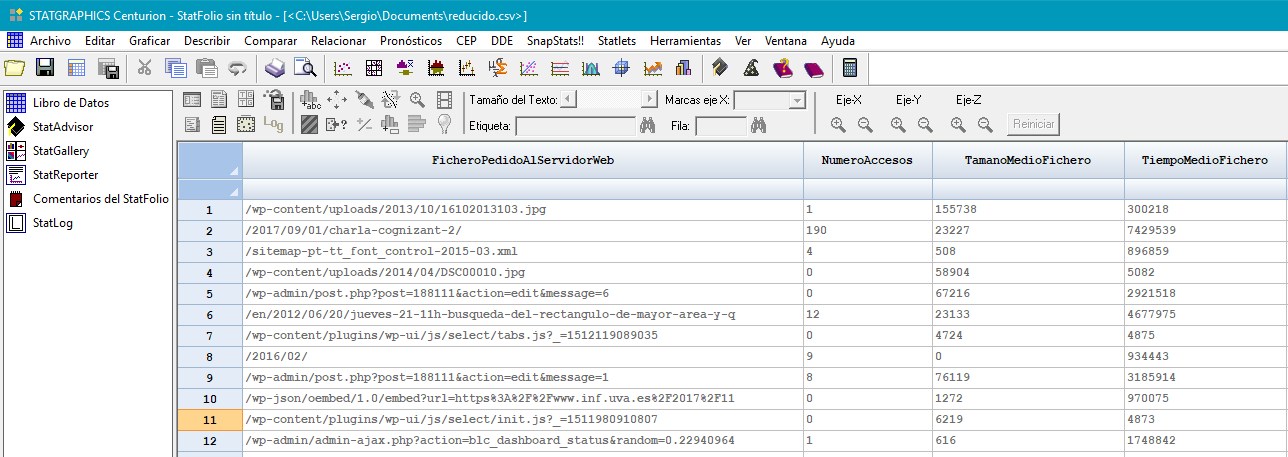 STATGRAPHICS Centurion - StatFolio sin título - [<C:\Users\Sergio\Documents\reducido.csv>]
Archivo Editar Graficar Describir Comparar Relacionar Pronósticos CEP DDE SnapStats!! Statlets Herramientas Ver Ventana Ayuda
Libro de Datos
StatAdvisor
StatGallery
StatReporter
Comentarios del StatFolio
StatLog
abc Tamaño del Texto: Marcas eje X: Eje-X Eje-Y Eje-Z
Log Etiqueta: Fila: Reiniciar
FicheroPedidoAlServidorWeb NumeroAccesos TamanoMedioFichero TiempoMedioFichero
1 /wp-content/uploads/2013/10/16102013103.jpg 1 155738 300218
2 /2017/09/01/charla-cognizant-2/ 190 23227 7429539
3 /sitemap-pt-tt_font_control-2015-03.xml 4 508 896859
4 /wp-content/uploads/2014/04/DSC00010.jpg 0 58904 5082
5 /wp-admin/post.php?post=188111&action=edit&message=6 0 67216 2921518
6 /en/2012/06/20/jueves-21-11h-busqueda-del-rectangulo-de-mayor-area-y-q 12 23133 4677975
7 /wp-content/plugins/wp-ui/js/select/tabs.js?_=1512119089035 0 4724 4875
8 /2016/02/ 9 0 934443
9 /wp-admin/post.php?post=188111&action=edit&message=1 8 76119 3185914
10 /wp-json/oembed/1.0/embed?url=https%3A%2F%2Fwww.inf.uva.es%2F2017%2F11 0 1272 970075
11 /wp-content/plugins/wp-ui/js/select/init.js?_=1511980910807 0 6219 4873
12 /wp-admin/admin-ajax.php?action=blc_dashboard_status&random=0.22940964 1 616 1748842